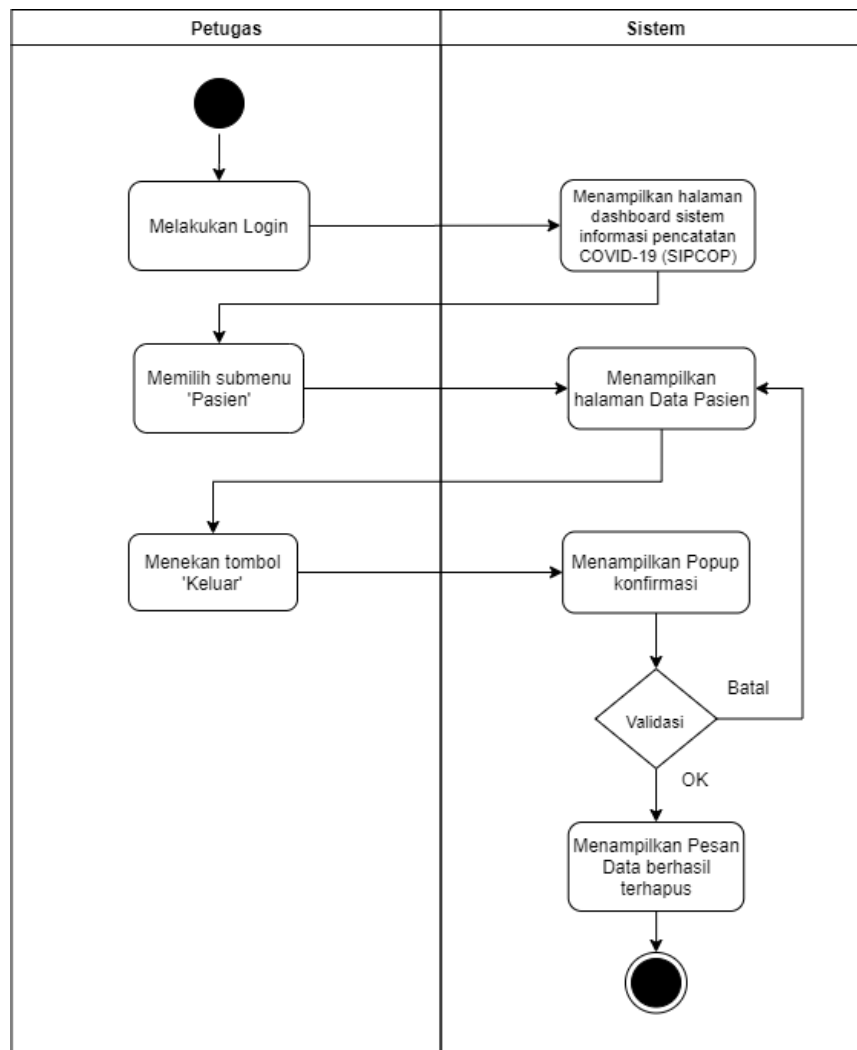 Petugas
Sistem
Melakukan Login
Menampilkan halaman
dashboard sistem
informasi pencatatan
COVID-19 (SIPCOP)
Memilih submenu
'Pasien'
Menampilkan
halaman Data Pasien
Menekan tombol
'Keluar'
Menampilkan Popup
konfirmasi
Batal
Validasi
OK
Menampilkan Pesan
Data berhasil
terhapus